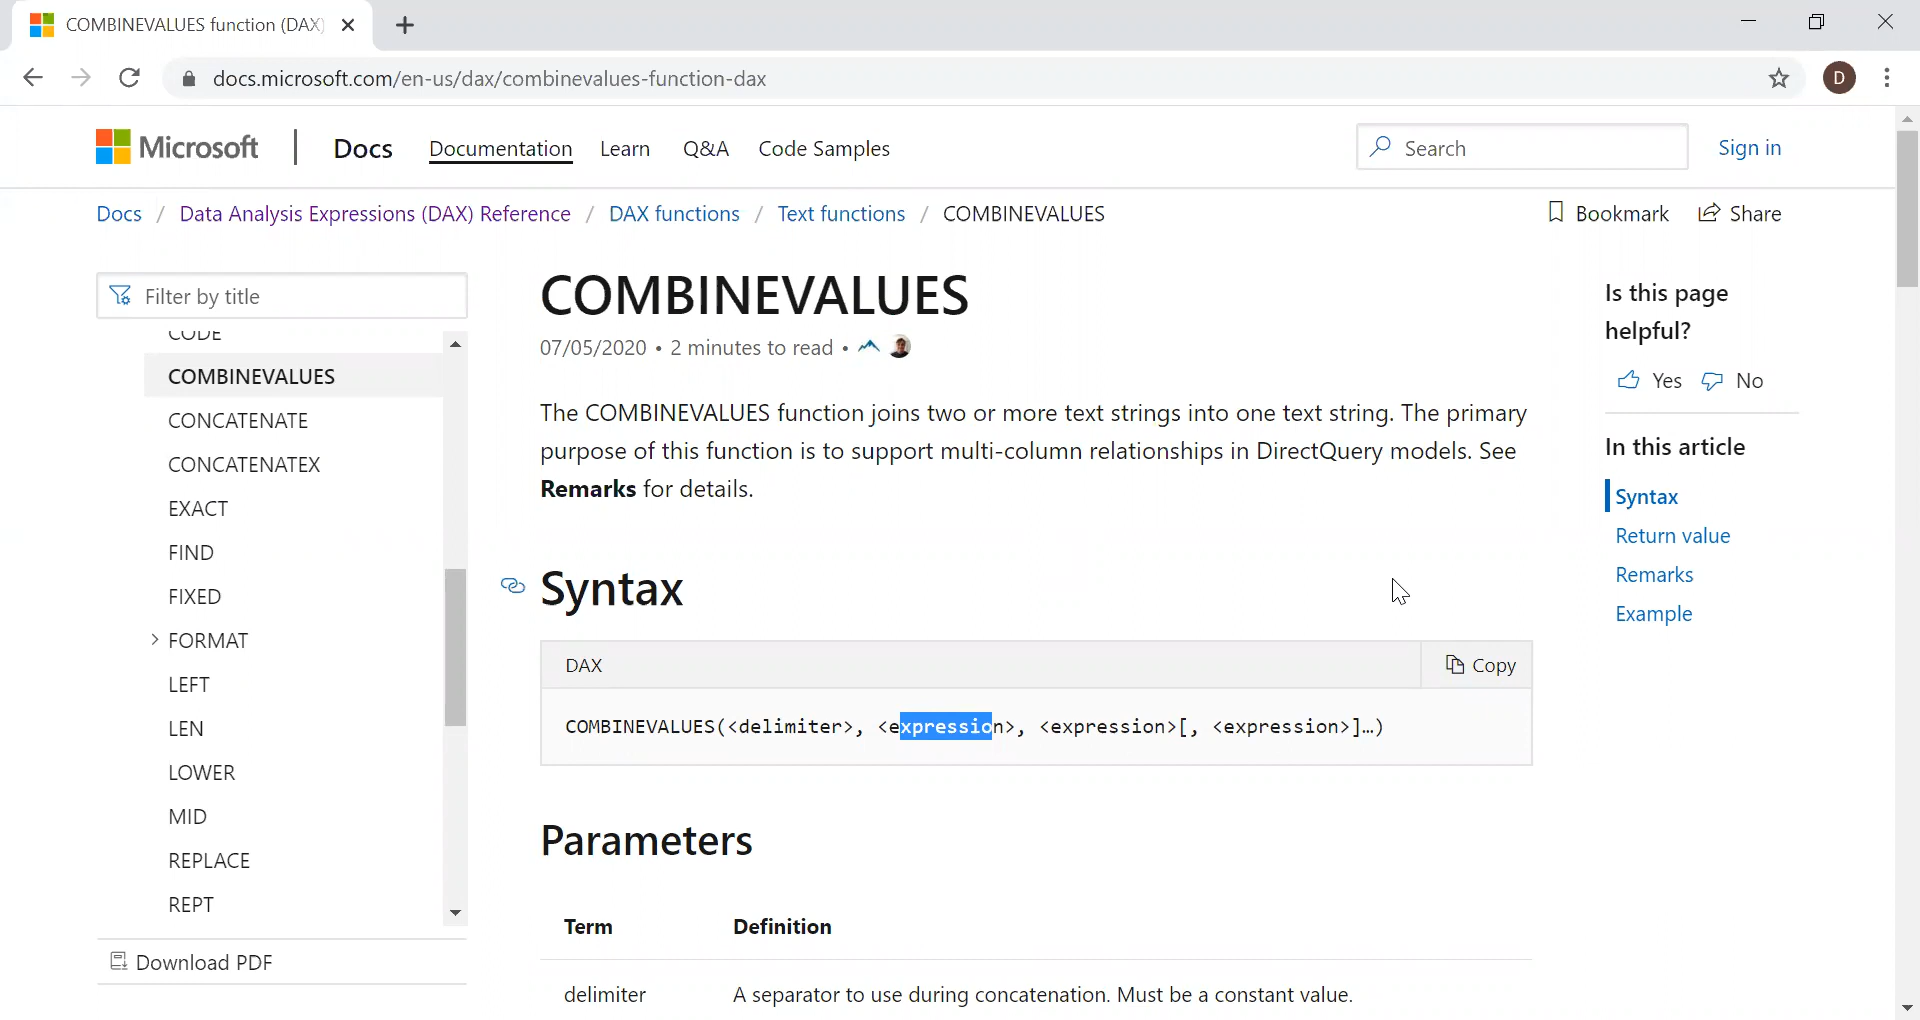 COMBINEVALUES function (DAX)
docs.microsoft.com/en-us/dax/combinevalues-function-dax
D
Microsoft
Docs
Documentation
Learn
Q&A
Code Samples
Search
Sign in
Docs / Data Analysis Expressions (DAX) Reference / DAX functions / Text functions / COMBINEVALUES
Bookmark
Share
Filter by title
CODE
COMBINEVALUES
CONCATENATE
CONCATENATEX
EXACT
FIND
FIXED
FORMAT
LEFT
LEN
LOWER
MID
REPLACE
REPT
Download PDF
COMBINEVALUES
07/05/2020 • 2 minutes to read •
The COMBINEVALUES function joins two or more text strings into one text string. The primary
purpose of this function is to support multi-column relationships in DirectQuery models. See
Remarks for details.
Syntax
DAX
Copy
COMBINEVALUES(<delimiter>, <expression>, <expression>[, <expression>]…)
Parameters
Term
Definition
delimiter
A separator to use during concatenation. Must be a constant value.
Is this page
helpful?
Yes
No
In this article
Syntax
Return value
Remarks
Example